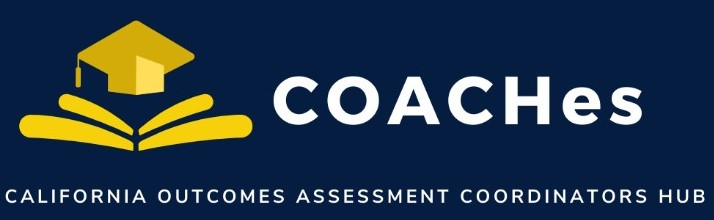 COACHes
CALIFORNIA OUTCOMES ASSESSMENT COORDINATORS HUB